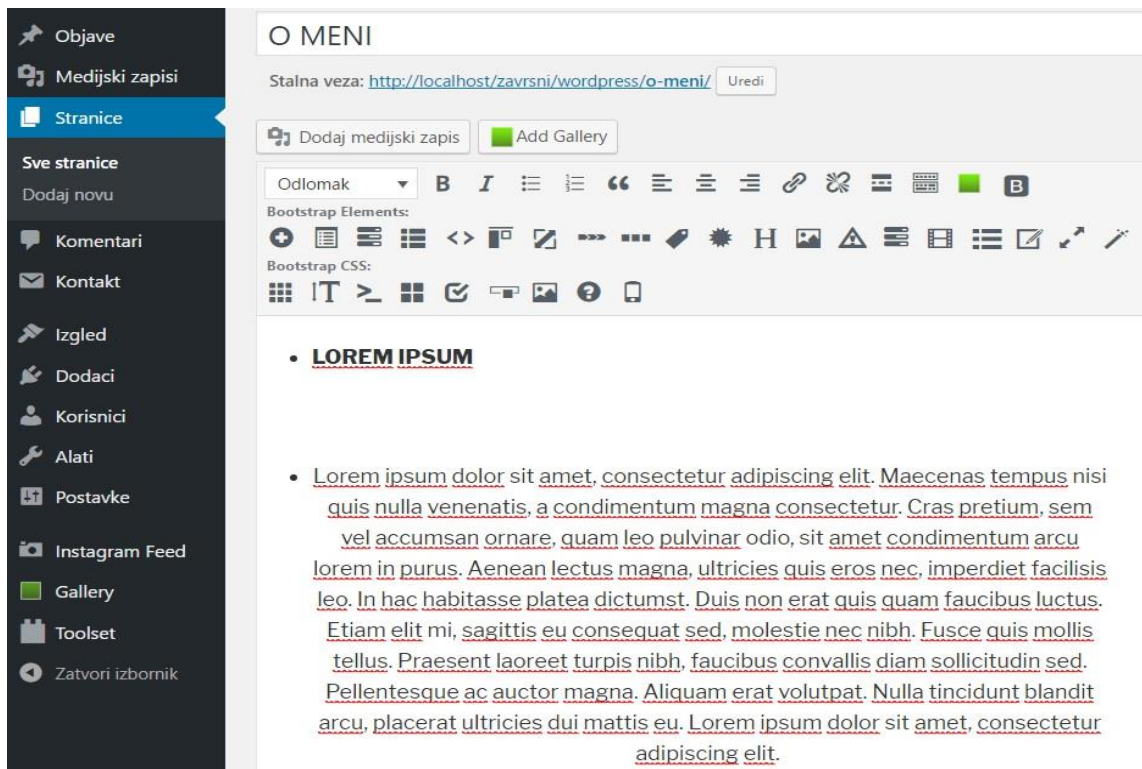 Objave
Medijski zapisi
Stranice
Sve stranice
Dodaj novu
Komentari
Kontakt
Izgled
Dodaci
Korisnici
Alati
Postavke
Instagram Feed
Gallery
Toolset
Zatvori izbornik
O MENI
Stalna veza: http://localhost/zavrsni/wordpress/o-meni/ Uredi
Dodaj medijski zapis Add Gallery
Odlomak
Bootstrap Elements:
Bootstrap CSS:
LOREM IPSUM
Lorem ipsum dolor sit amet, consectetur adipiscing elit. Maecenas tempus nisi
quis nulla venenatis, a condimentum magna consectetur. Cras pretium, sem
vel accumsan ornare, quam leo pulvinar odio, sit amet condimentum arcu
lorem in purus. Aenean lectus magna, ultricies quis eros nec, imperdiet facilisis
leo. In hac habitasse platea dictumst. Duis non erat quis quam faucibus luctus.
Etiam elit mi, sagittis eu consequat sed, molestie nec nibh. Fusce quis mollis
tellus. Praesent laoreet turpis nibh, faucibus convallis diam sollicitudin sed.
Pellentesque ac auctor magna. Aliquam erat volutpat. Nulla tincidunt blandit
arcu, placerat ultricies dui mattis eu. Lorem ipsum dolor sit amet, consectetur
adipiscing elit.